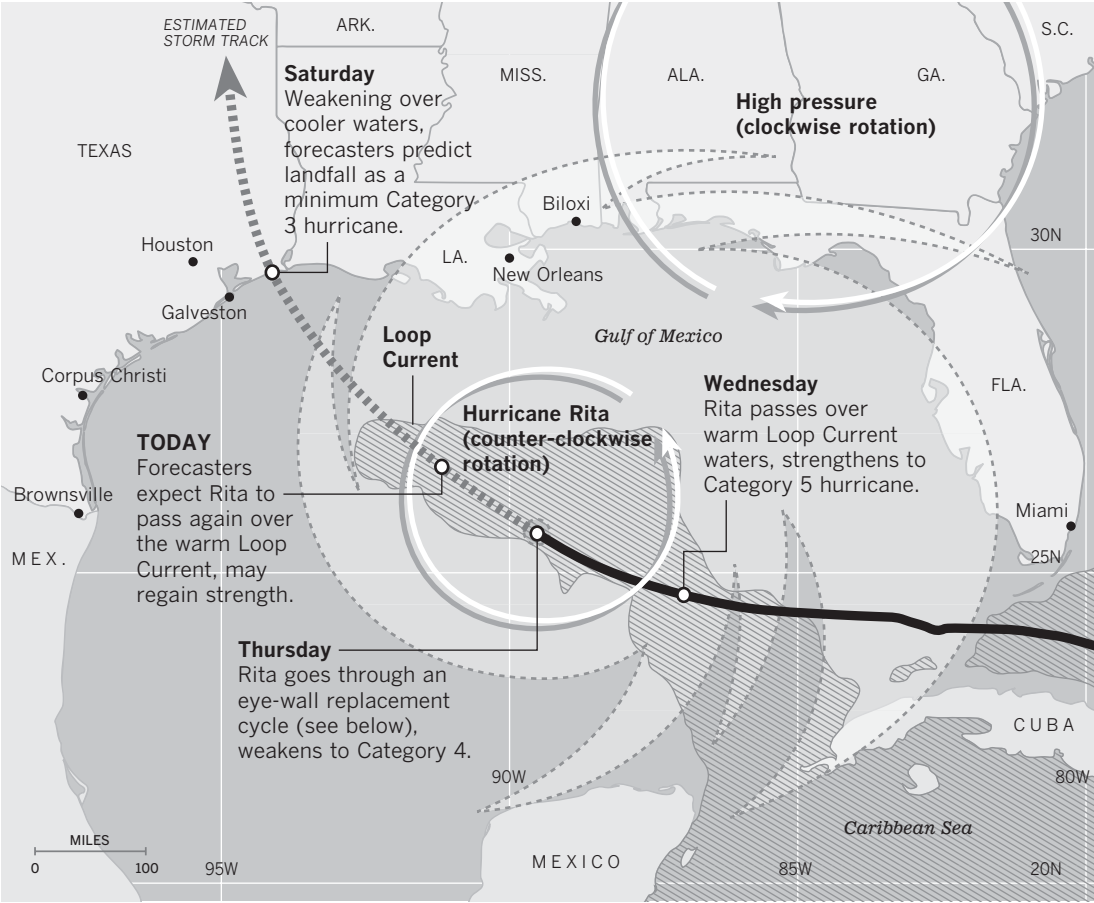 ESTIMATED
STORM TRACK
ARK.
S.C.
Saturday
Weakening over
cooler waters,
forecasters predict
landfall as a
minimum Category
3 hurricane.
MISS.
ALA.
GA.
High pressure
(clockwise rotation)
TEXAS
Biloxi
Houston
LA.
New Orleans
30N
Galveston
Gulf of Mexico
Loop
Current
Corpus Christi
FLA.
Wednesday
Rita passes over
warm Loop Current
waters, strengthens to
Category 5 hurricane.
Hurricane Rita
(counter-clockwise
rotation)
TODAY
Forecasters
expect Rita to
pass again over
the warm Loop
Current, may
regain strength.
Brownsville
Miami
MEX.
25N
Thursday
Rita goes through an
eye-wall replacement
cycle (see below),
weakens to Category 4.
CUBA
90W
80W
Caribbean Sea
MILES
0 100
95W
MEXICO
85W
20N